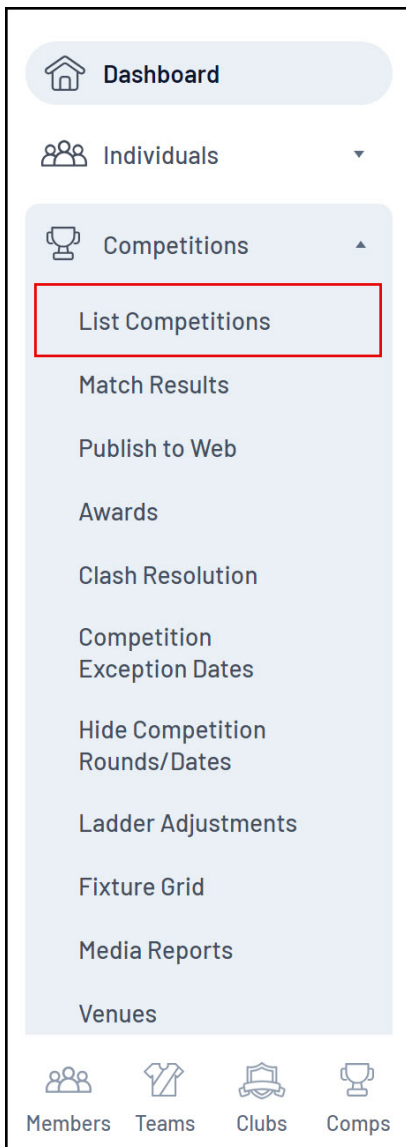 Dashboard
Individuals
Competitions
List Competitions
Match Results
Publish to Web
Awards
Clash Resolution
Competition
Exception Dates
Hide Competition
Rounds/Dates
Ladder Adjustments
Fixture Grid
Media Reports
Venues
Members Teams Clubs Comps